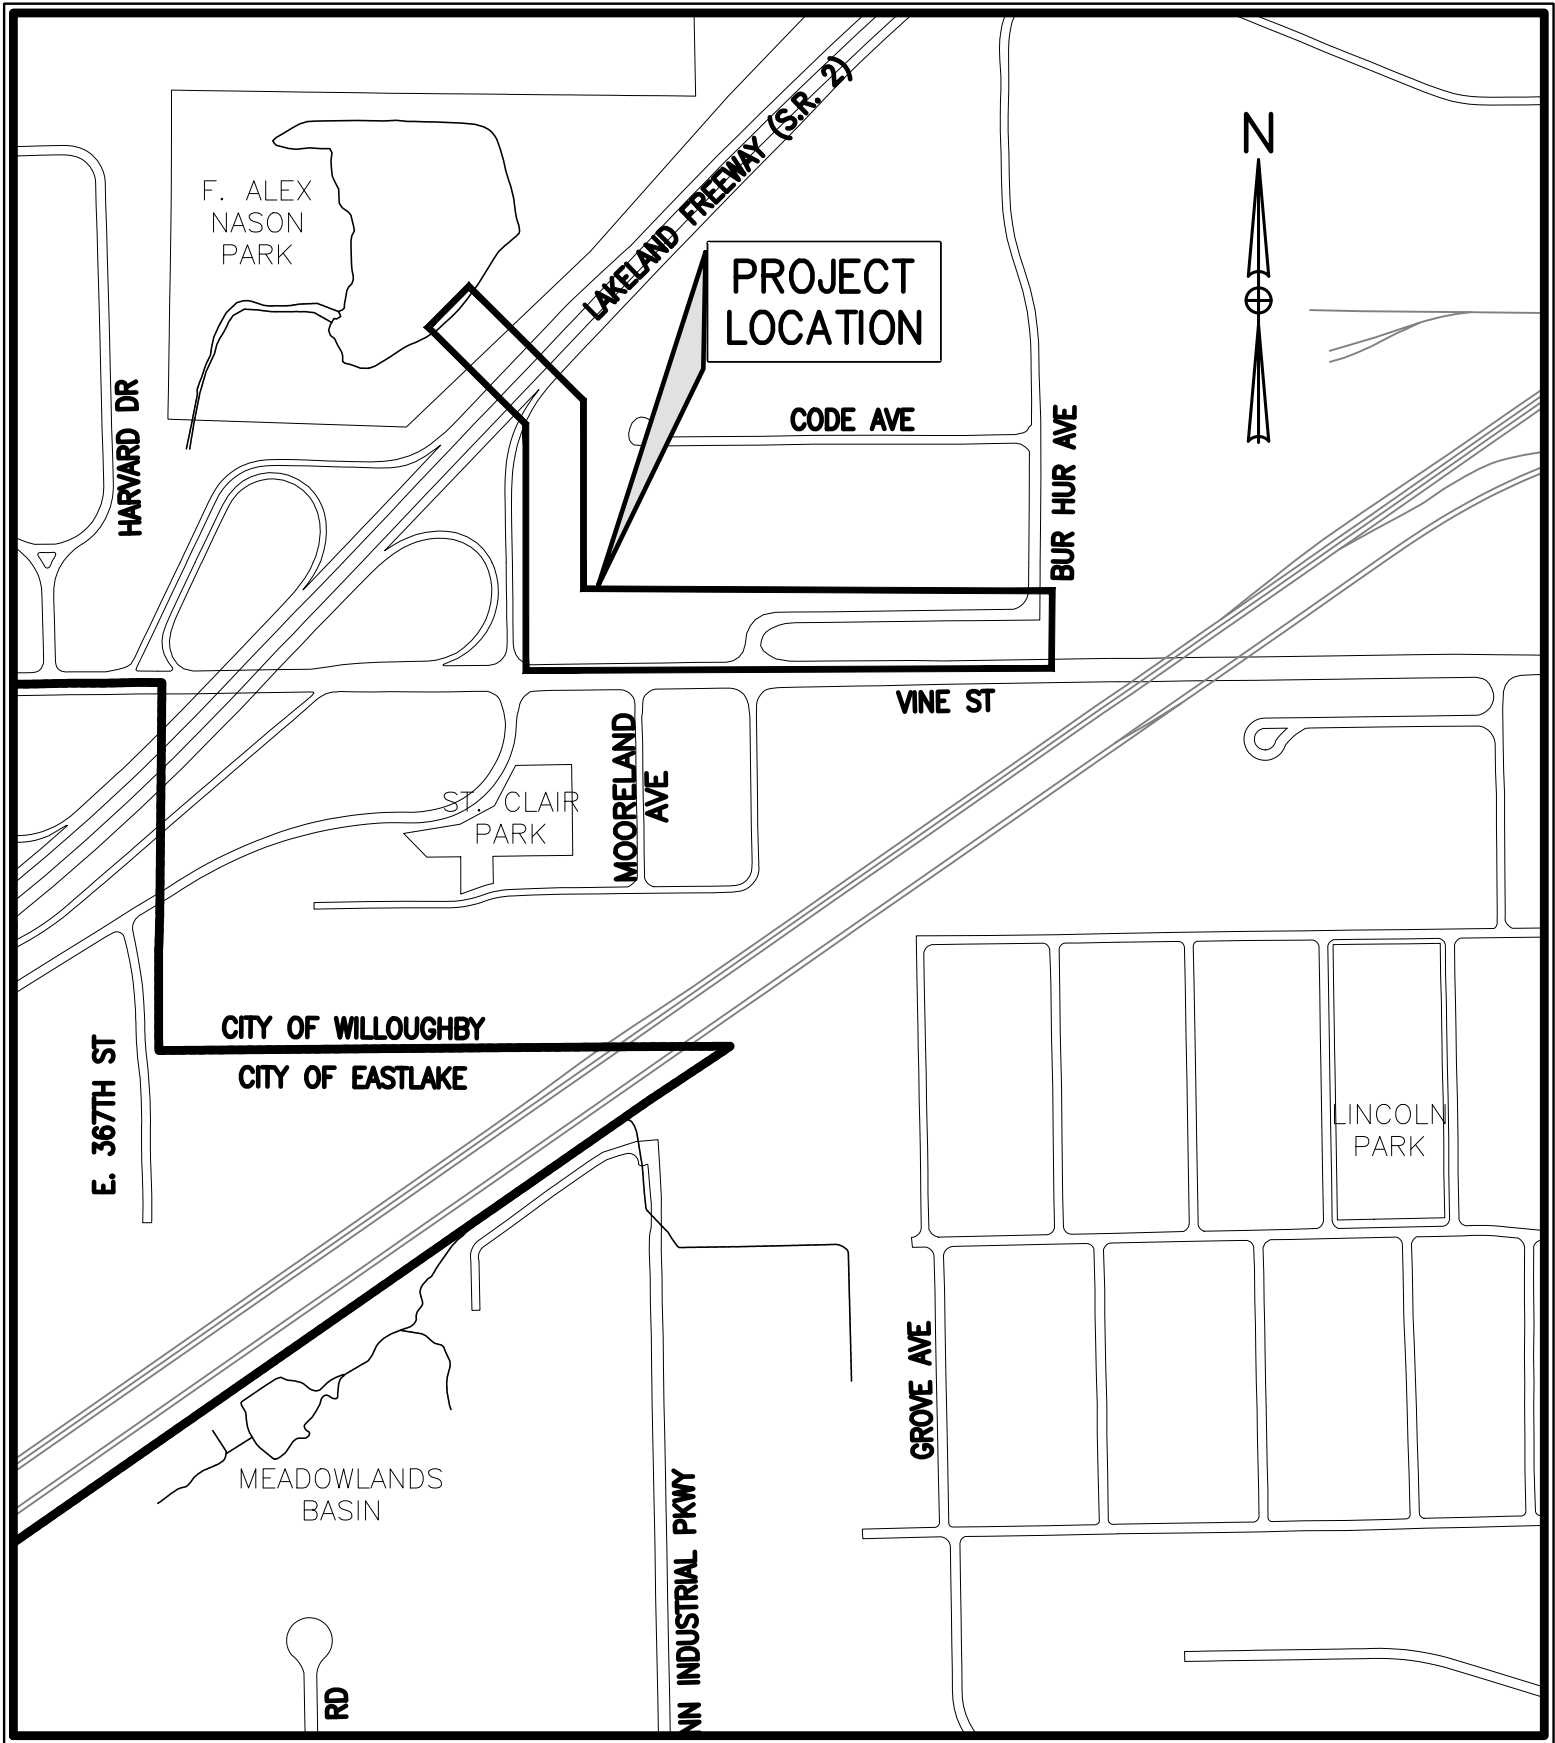 N
LAKELAND FREEWAY (S.R. 2)
F. ALEX
NASON
PARK
PROJECT
LOCATION
HARVARD DR
CODE AVE
BUR HUR AVE
VINE ST
MOORELAND
AVE
ST. CLAIR
PARK
CITY OF WILLOUGHBY
CITY OF EASTLAKE
E. 367TH ST
LINCOLN
PARK
GROVE AVE
MEADOWLANDS
BASIN
NN INDUSTRIAL PKWY
RD